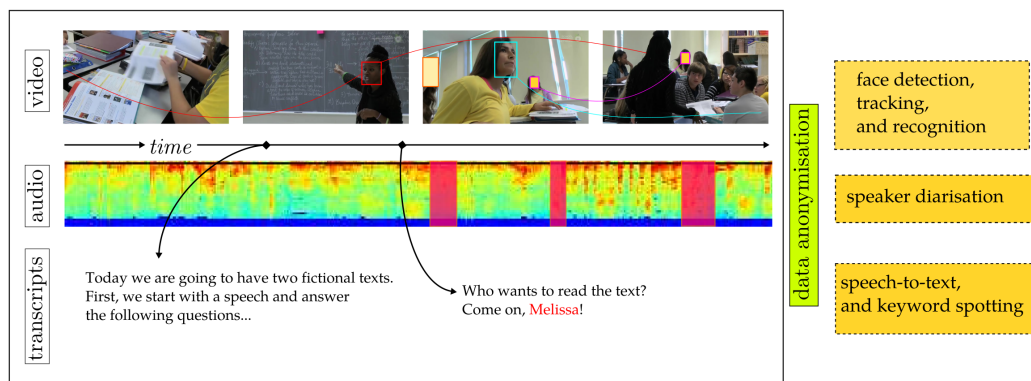 video
time
audio
transcripts
Today we are going to have two fictional texts.
First, we start with a speech and answer
the following questions...
Who wants to read the text?
Come on, Melissa!
data anonymisation
face detection,
tracking,
and recognition
speaker diarisation
speech-to-text,
and keyword spotting